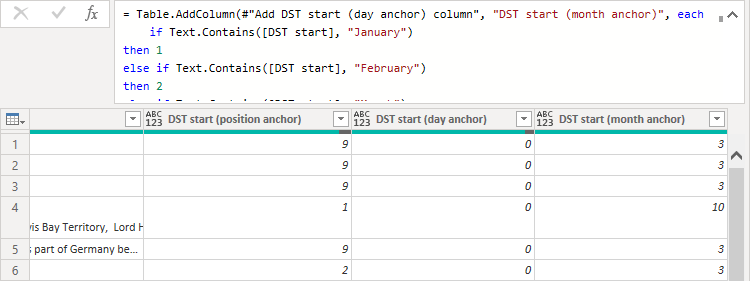 fx
= Table.AddColumn(#"Add DST start (day anchor) column", "DST start (month anchor)", each
if Text.Contains([DST start], "January")
then 1
else if Text.Contains([DST start], "February")
then 2
ABC 123 DST start (position anchor) ABC 123 DST start (day anchor) ABC 123 DST start (month anchor)
1 9 0 3
2 9 0 3
3 9 0 3
4 1 0 10
Bay Territory, Lord H
5 part of Germany be... 9 0 3
6 2 0 3